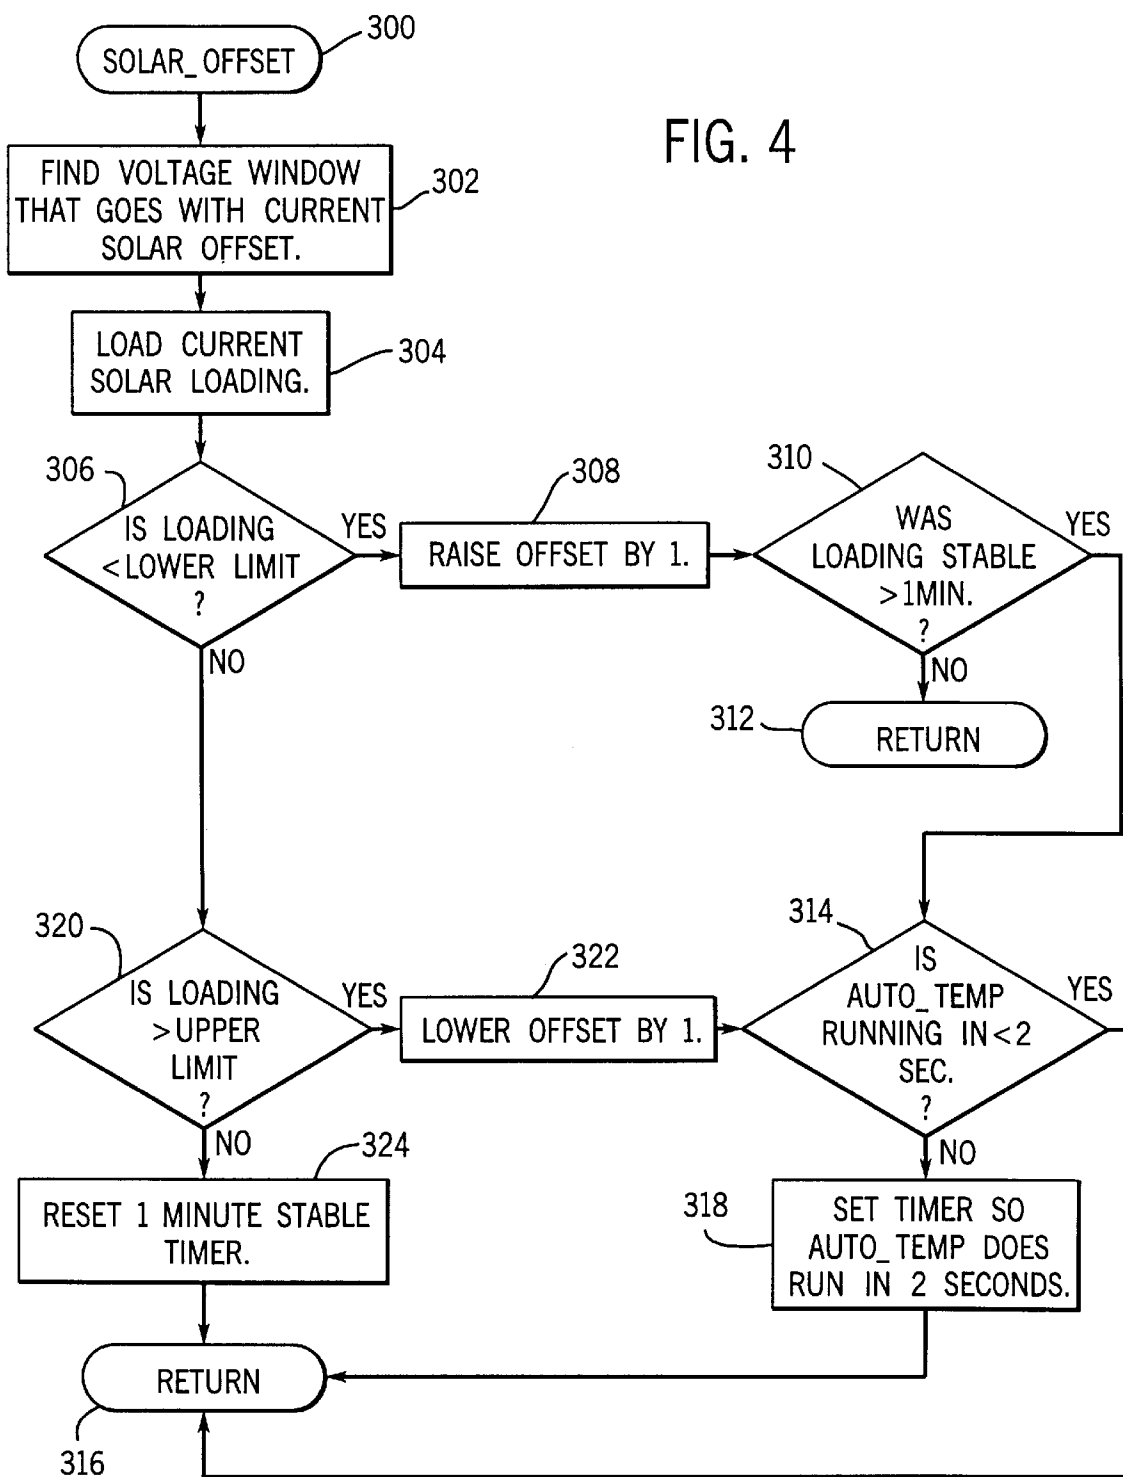 300
SOLAR_OFFSET
FIG. 4
FIND VOLTAGE WINDOW
THAT GOES WITH CURRENT
SOLAR OFFSET.
302
LOAD CURRENT
SOLAR LOADING.
304
306
IS LOADING
<LOWER LIMIT
?
YES
NO
308
RAISE OFFSET BY 1.
310
WAS
LOADING STABLE
>1MIN.
?
YES
NO
312
RETURN
320
IS LOADING
>UPPER
LIMIT
?
YES
NO
322
LOWER OFFSET BY 1.
314
IS
AUTO_TEMP
RUNNING IN<2
SEC.
?
YES
NO
324
RESET 1 MINUTE STABLE
TIMER.
318
SET TIMER SO
AUTO_TEMP DOES
RUN IN 2 SECONDS.
RETURN
316